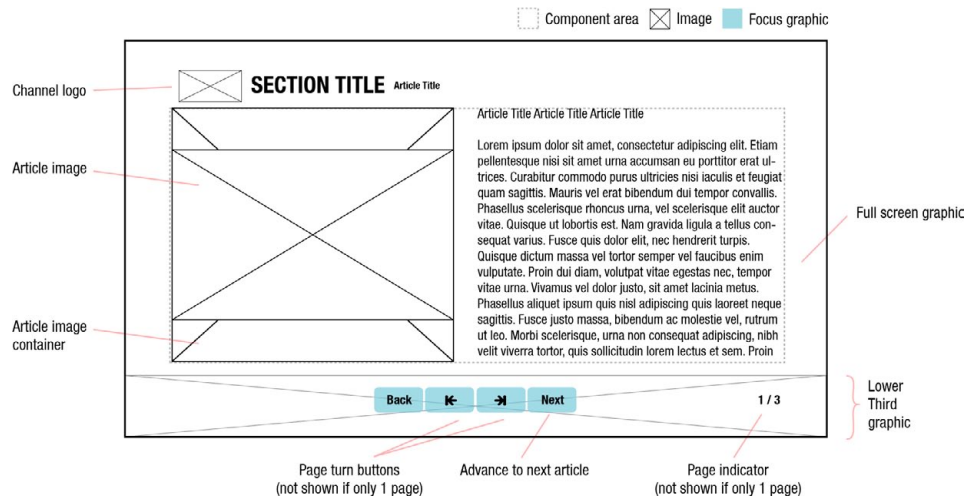 Component area
Image
Focus graphic
Channel logo
SECTION TITLE
Article Title
Article image
Article image
container
Article Title Article Title Article Title
Lorem ipsum dolor sit amet, consectetur adipiscing elit. Etiam
pellentesque nisi sit amet urna accumsan eu porttitor erat ul-
trices. Curabitur commodo purus ultricies nisi iaculis et feugiat
quam sagittis. Mauris vel erat bibendum dui tempor convallis.
Phasellus scelerisque rhoncus urna, vel scelerisque elit auctor
vitae. Quisque ut lobortis est. Nam gravida ligula a tellus con-
sequat varius. Fusce quis dolor elit, nec hendrerit turpis.
Quisque dictum massa vel tortor semper vel faucibus enim
vulputate. Proin dui diam, volutpat vitae egestas nec, tempor
vitae urna. Vivamus vel dolor justo, sit amet lacinia metus.
Phasellus aliquet ipsum quis nisl adipiscing quis laoreet neque
sagittis. Fusce justo massa, bibendum ac molestie vel, rutrum
ut leo. Morbi scelerisque, urna non consequat adipiscing, nibh
velit viverra tortor, quis sollicitudin lorem lectus et sem. Proin
Full screen graphic
Back
Next
1 / 3
Lower
Third
graphic
Page turn buttons
(not shown if only 1 page)
Advance to next article
Page indicator
(not shown if only 1 page)